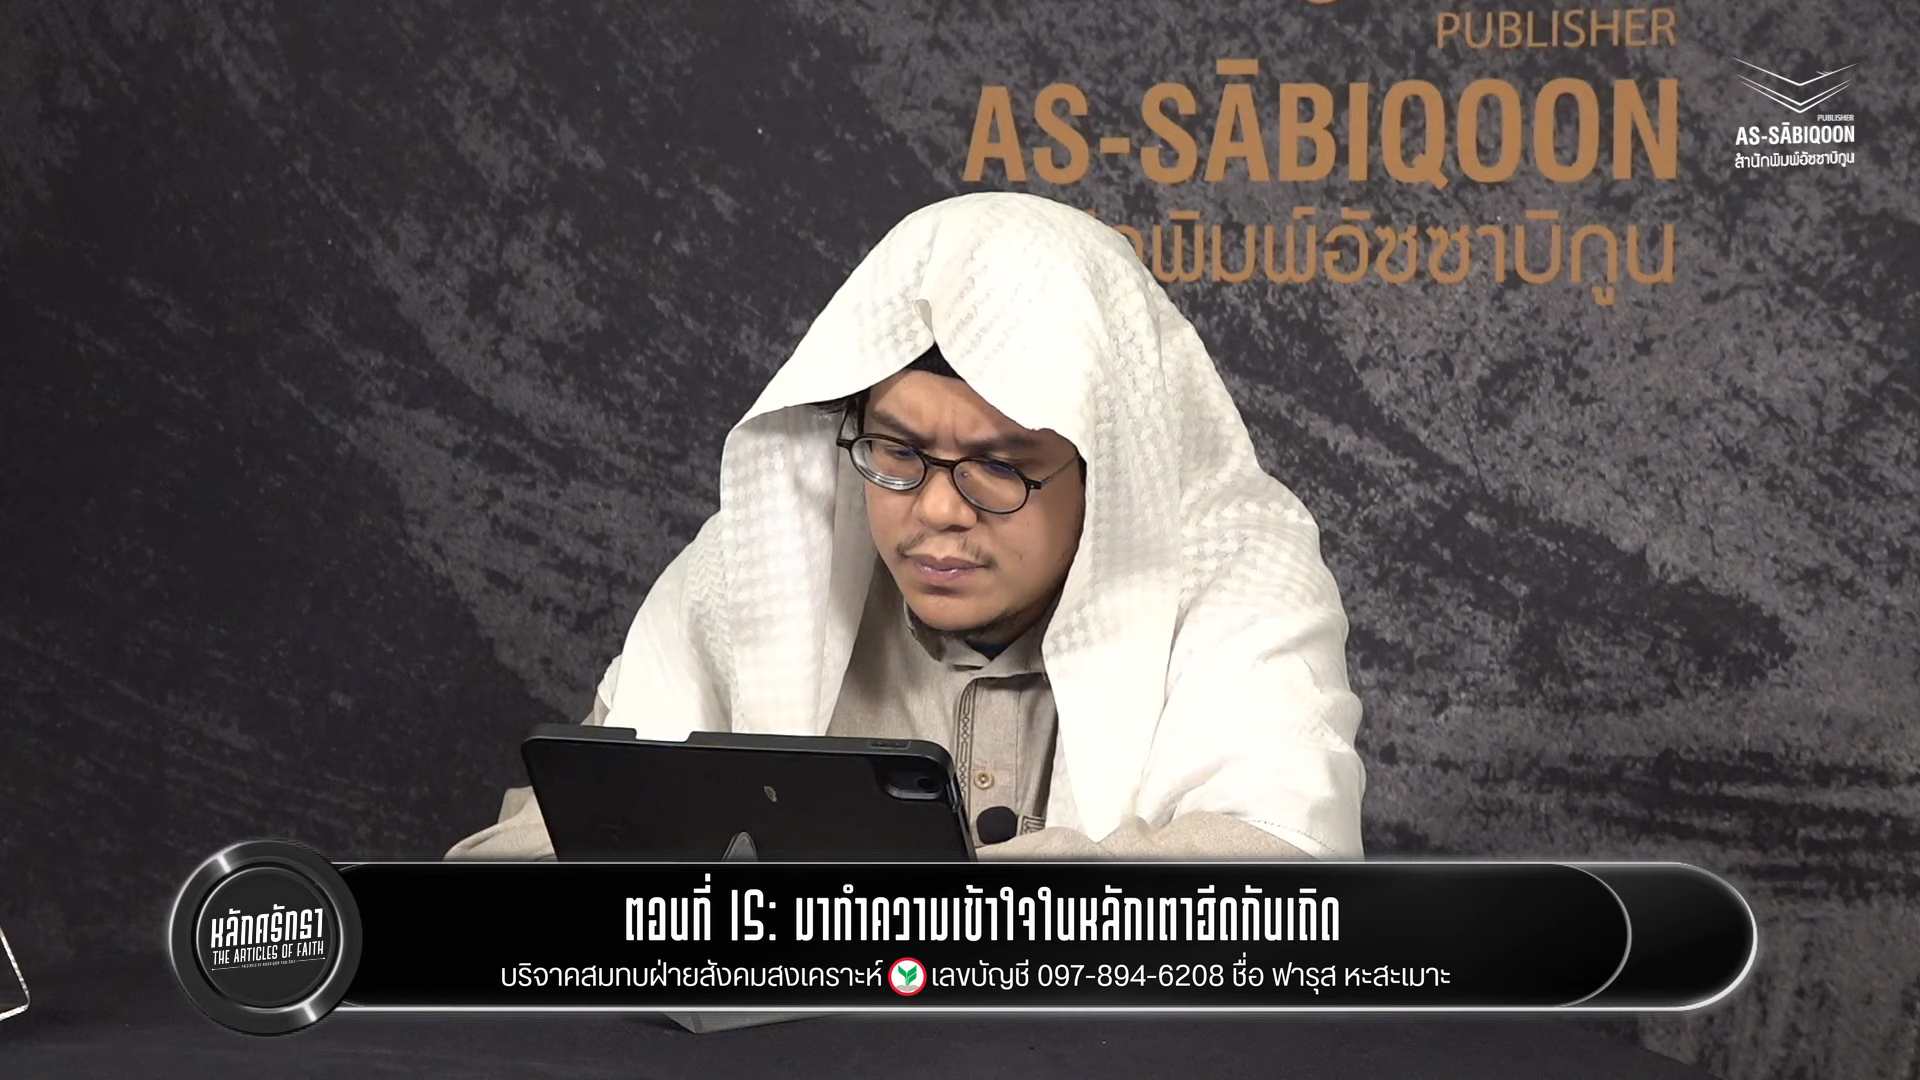 PUBLISHER
AS-SĀBIQOON
พิมพ์อัซซาบิกูน
PUBLISHER
AS-SĀBIQOON
สำนักพิมพ์อัซซาบิกูน
หลักศรัทธา
THE ARTICLES OF FAITH
ตอนที่ 15: มาทำความเข้าใจในหลักเตาฮีดกันเถิด
บริจาคสมทบฝ่ายสังคมสงเคราะห์ เลขบัญชี 097-894-6208 ชื่อ ฟารุส หะสะเมาะ